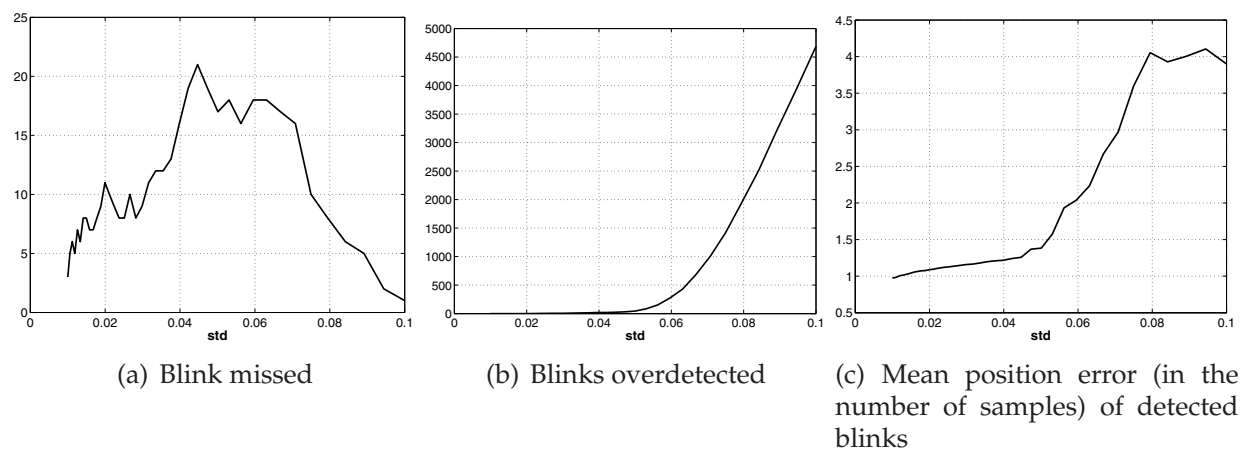 25
20
15
10
5
0
0 0.02 0.04 0.06 0.08 0.1
std
(a) Blink missed
5000
4500
4000
3500
3000
2500
2000
1500
1000
500
0
0 0.02 0.04 0.06 0.08 0.1
std
(b) Blinks overdetected
4.5
4
3.5
3
2.5
2
1.5
1
0.5
0 0.02 0.04 0.06 0.08 0.1
std
(c) Mean position error (in the
number of samples) of detected
blinks